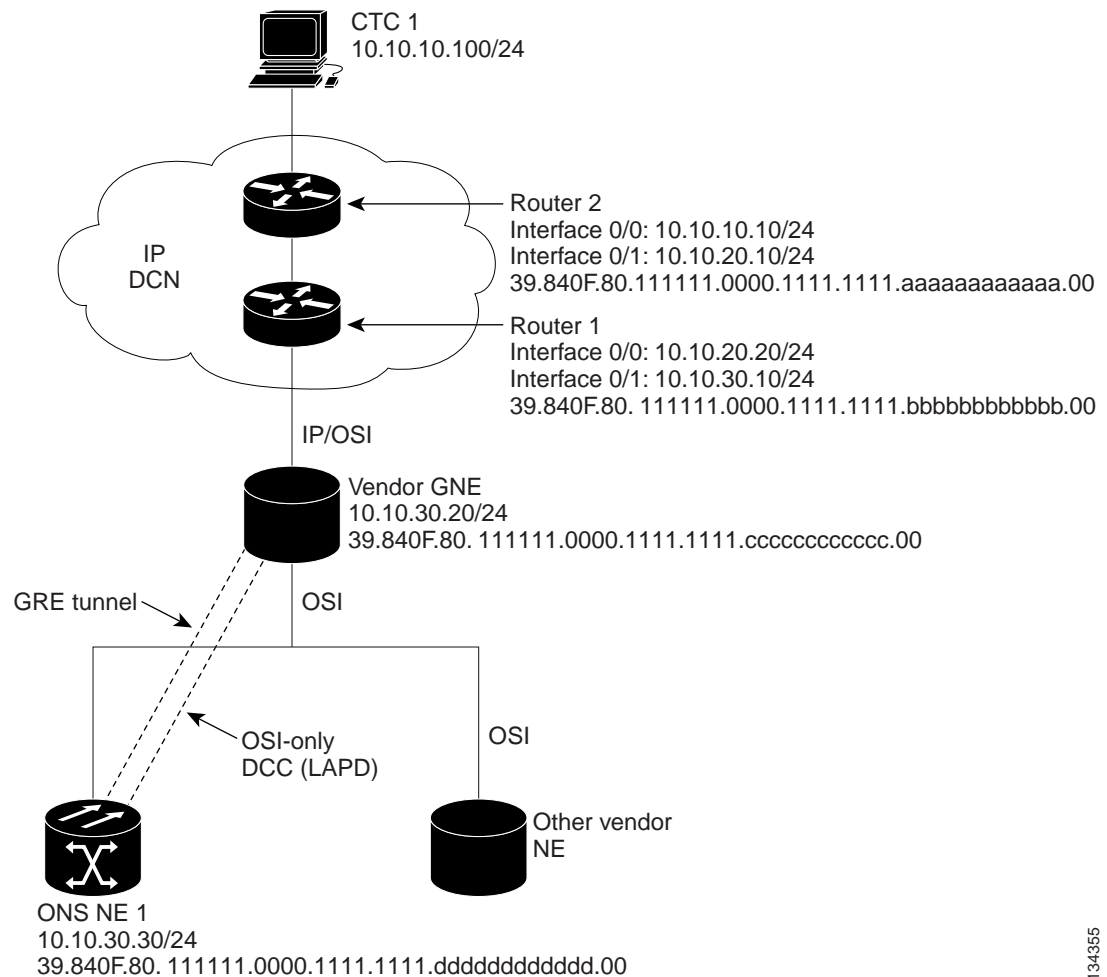 CTC 1
10.10.10.100/24
IP
DCN
Router 2
Interface 0/0: 10.10.10.10/24
Interface 0/1: 10.10.20.10/24
39.840F.80.111111.0000.1111.1111.aaaaaaaaaaaa.00
Router 1
Interface 0/0: 10.10.20.20/24
Interface 0/1: 10.10.30.10/24
39.840F.80. 111111.0000.1111.1111.bbbbbbbbbbbb.00
IP/OSI
Vendor GNE
10.10.30.20/24
39.840F.80. 111111.0000.1111.1111.cccccccccccc.00
GRE tunnel
OSI
OSI-only
DCC (LAPD)
OSI
Other vendor
NE
ONS NE 1
10.10.30.30/24
39.840F.80. 111111.0000.1111.1111.dddddddddddd.00
134355